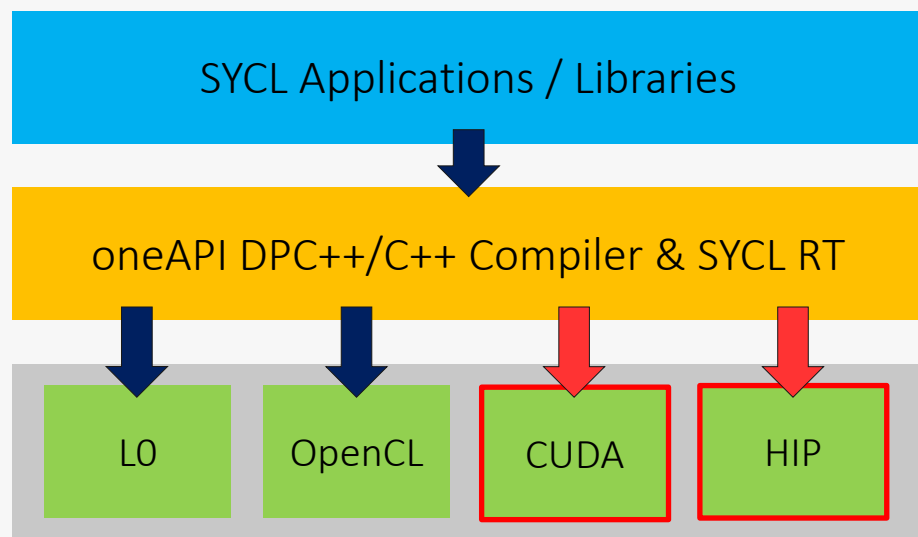 SYCL Applications / Libraries
oneAPI DPC++/C++ Compiler & SYCL RT
L0
OpenCL
CUDA
HIP